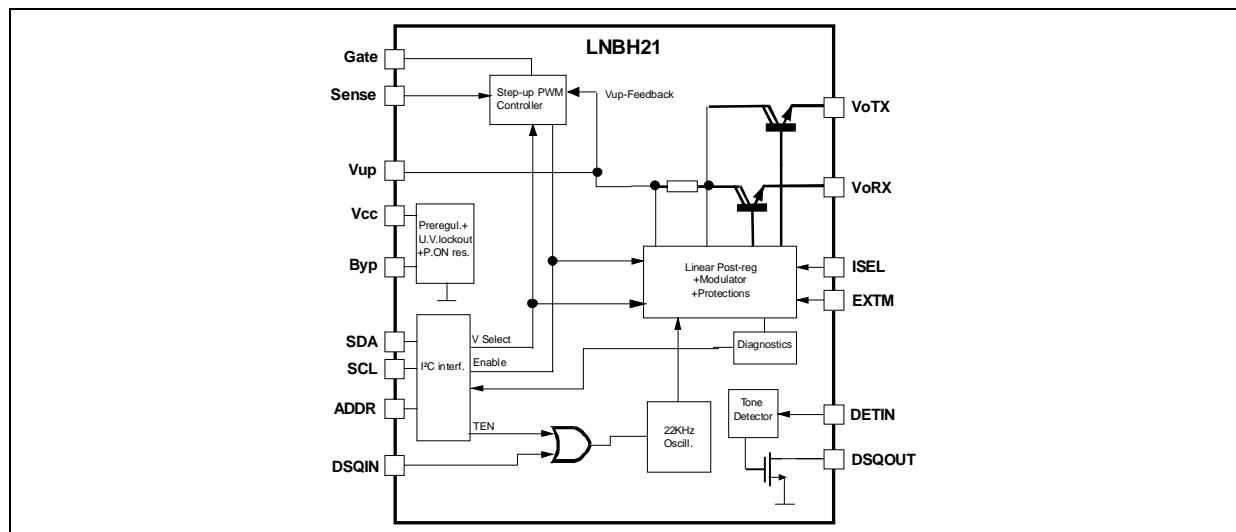 LNBH21
Gate
Sense
Step-up PWM
Controller
Vup-Feedback
VoTX
Vup
VoRX
Vcc
Preregul.+
U.V.lockout
+P.ON res.
Byp
Linear Post-reg
+Modulator
+Protections
ISEL
EXTM
SDA
SCL
ADDR
I²C interf.
V Select
Enable
Diagnostics
TEN
22KHz
Oscill.
Tone
Detector
DETIN
DSQIN
DSQOUT